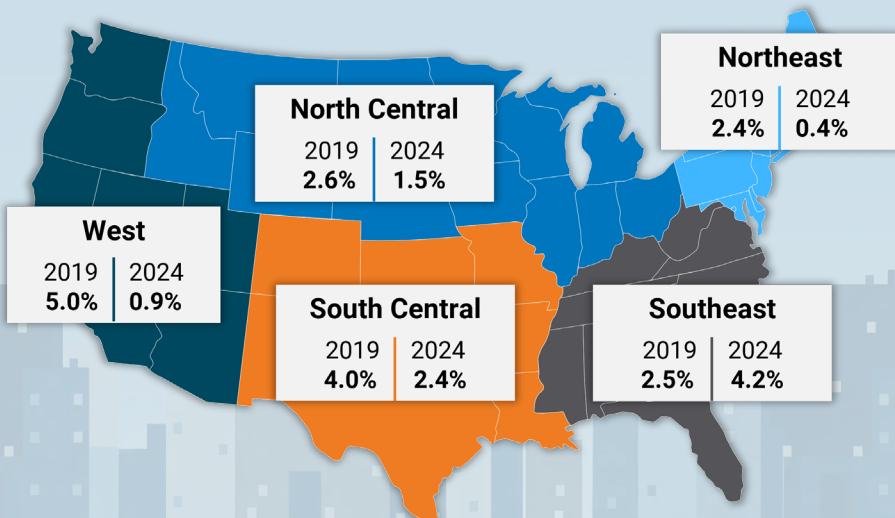 Northeast
2019 2024
2.4% 0.4%
North Central
2019 2024
2.6% 1.5%
West
2019 2024
5.0% 0.9%
South Central
2019 2024
4.0% 2.4%
Southeast
2019 2024
2.5% 4.2%